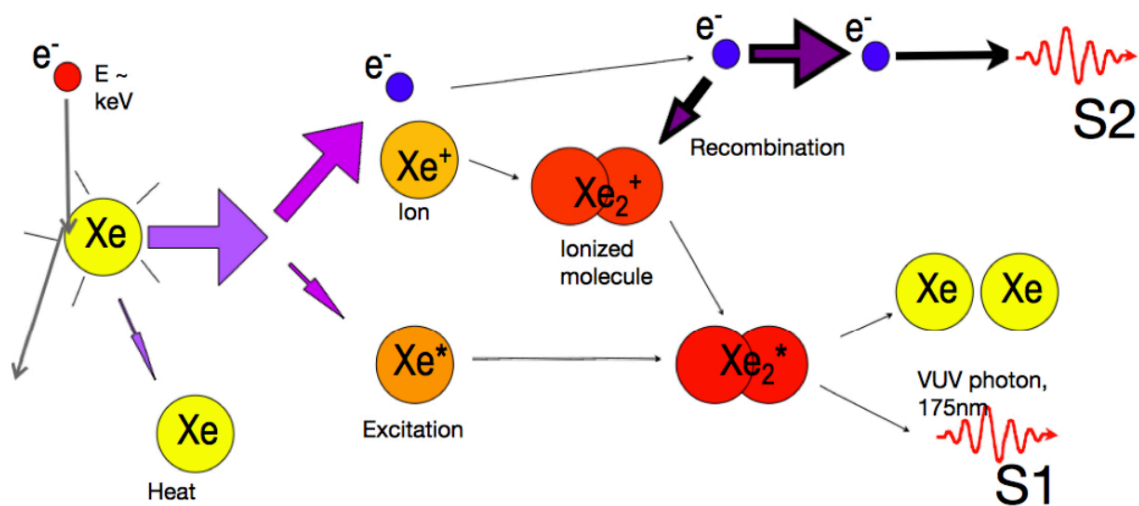 e⁻
E ~
keV
Xe
Xe
Heat
e⁻
Xe⁺
Ion
Xe*
Excitation
Xe₂⁺
Ionized
molecule
e⁻
e⁻
Recombination
S2
Xe₂*
Xe Xe
VUV photon,
175nm
S1